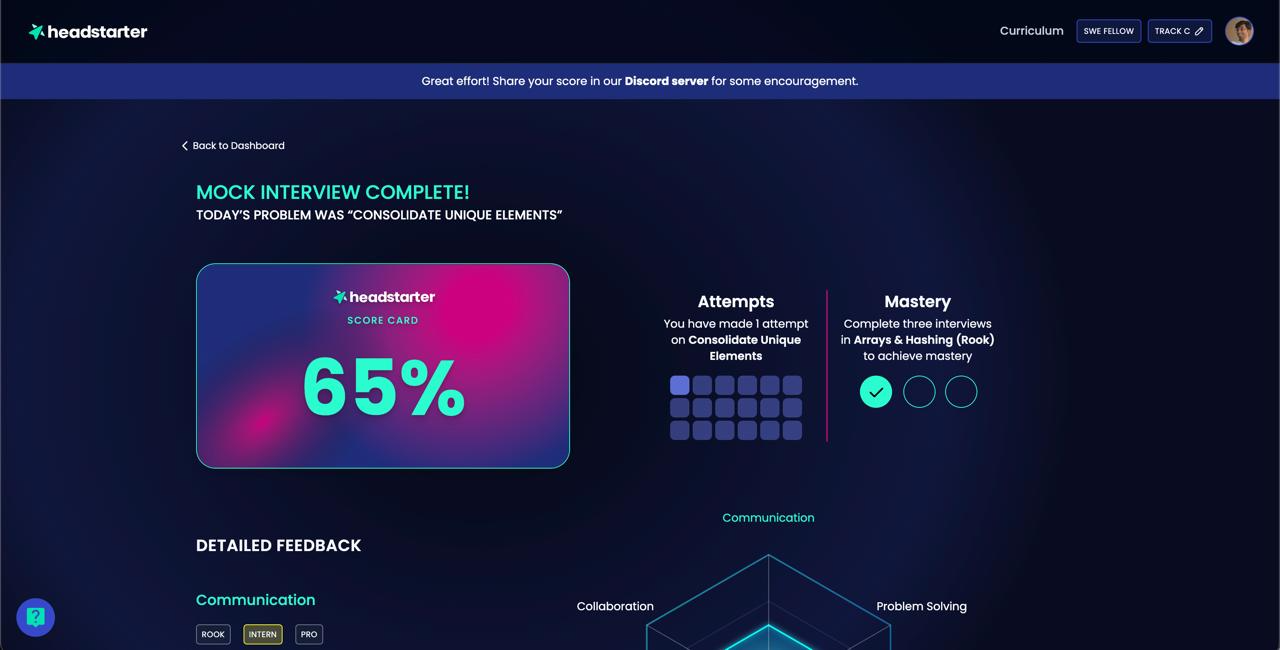 headstarter
Curriculum
SWE FELLOW
TRACK C
Great effort! Share your score in our Discord server for some encouragement.
Back to Dashboard
MOCK INTERVIEW COMPLETE!
TODAY’S PROBLEM WAS “CONSOLIDATE UNIQUE ELEMENTS”
headstarter
SCORE CARD
65%
Attempts
You have made 1 attempt
on Consolidate Unique
Elements
Mastery
Complete three interviews
in Arrays & Hashing (Rook)
to achieve mastery
DETAILED FEEDBACK
Communication
ROOK
INTERN
PRO
Communication
Collaboration
Problem Solving
?